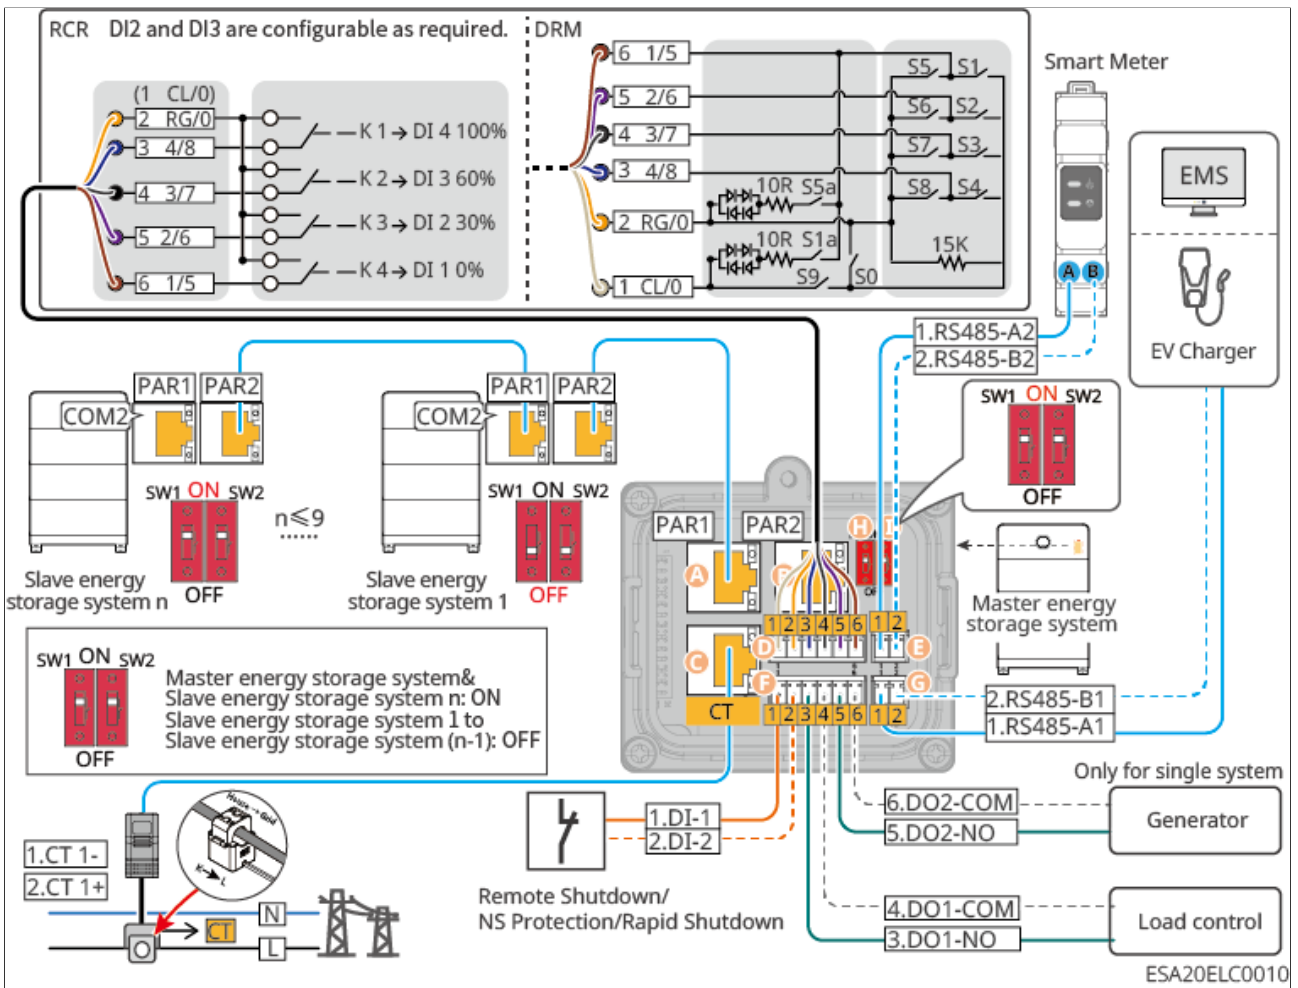 RCR DI2 and DI3 are configurable as required.
(1 CL/0)
2 RG/0
3 4/8
4 3/7
5 2/6
6 1/5
K 1→ DI 4 100%
K 2→ DI 3 60%
K 3→ DI 2 30%
K 4→ DI 1 0%
DRM
6 1/5
5 2/6
4 3/7
3 4/8
2 RG/0
1 CL/0
10R S5a
10R S1a
S9 S0
S5 S1
S6 S2
S7 S3
S8 S4
15K
Smart Meter
A B
EMS
EV Charger
1.RS485-A2
2.RS485-B2
PAR1 PAR2
COM2
SW1 ON SW2
OFF
Slave energy
storage system n
n≤9
......
PAR1 PAR2
COM2
SW1 ON SW2
OFF
Slave energy
storage system 1
SW1 ON SW2
OFF
Master energy
storage system
PAR1 PAR2
H I
A B
1 2 3 4 5 6 1 2
D E
C
F G
CT
1 2 3 4 5 6 1 2
2.RS485-B1
1.RS485-A1
SW1 ON SW2
OFF
Master energy storage system&
Slave energy storage system n: ON
Slave energy storage system 1 to
Slave energy storage system (n-1): OFF
Only for single system
6.DO2-COM
5.DO2-NO
Generator
4.DO1-COM
3.DO1-NO
Load control
1.DI-1
2.DI-2
Remote Shutdown/
NS Protection/Rapid Shutdown
House → Grid
K→L
1.CT 1-
2.CT 1+
N
CT
L
ESA20ELC0010